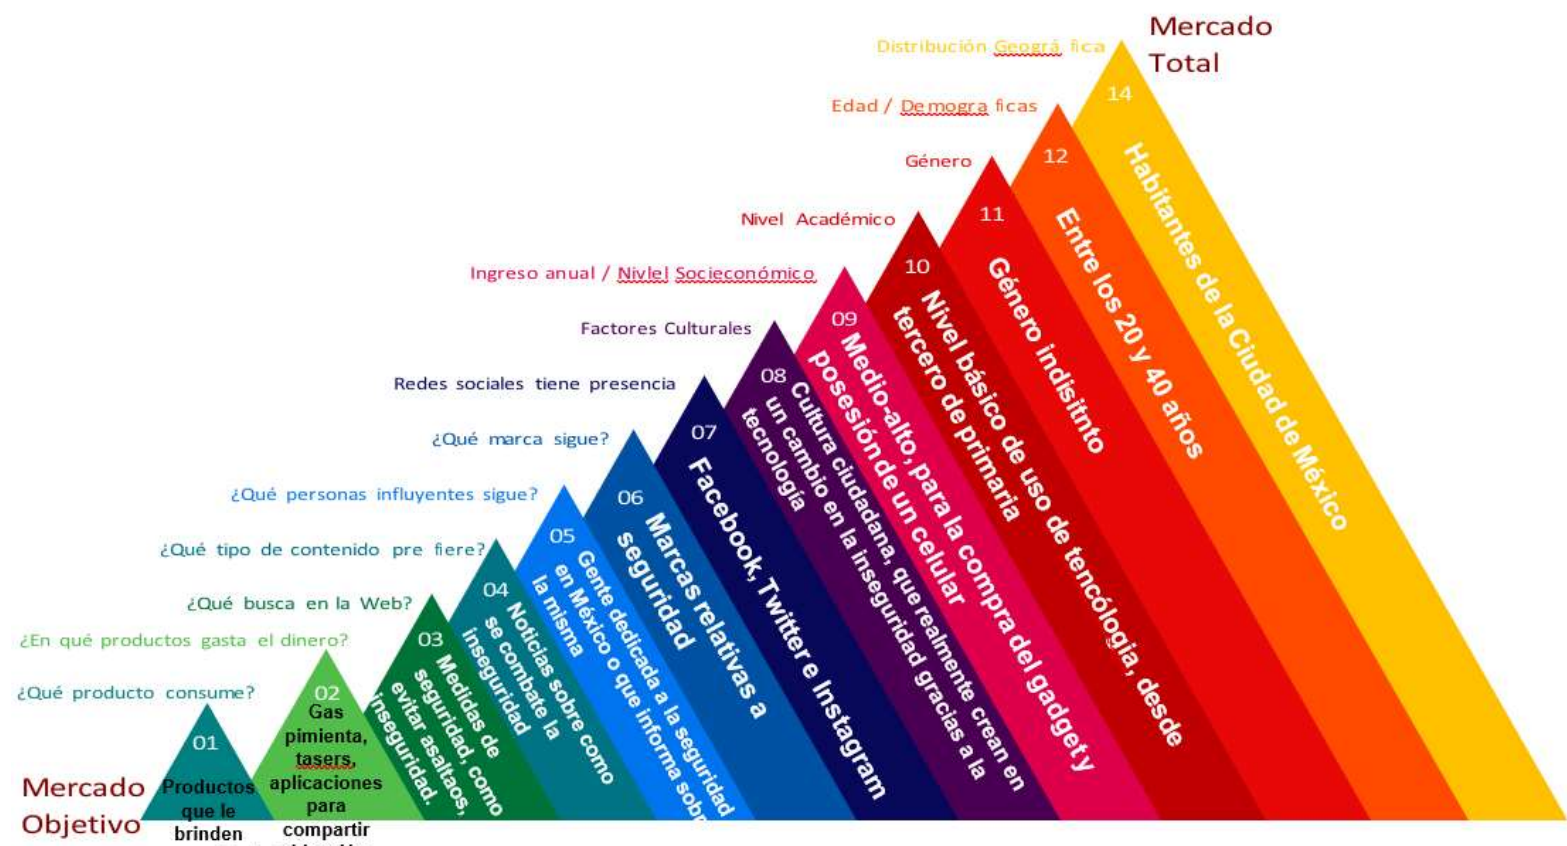 Mercado
Total
Distribución Geográ fica
14
Habitantes de la Ciudad de México
Edad / Demogra ficas
12
Entre los 20 y 40 años
Género
11
Género indisitnto
Nivel Académico
10
Nivel básico de uso de tencólogia, desde
tercero de primaria
Ingreso anual / Nivlel Socieconómico
09
Medio-alto, para la compra del gadget y
posesión de un celular
Factores Culturales
08
Cultura ciudadana, que realmente crean en
un cambio en la inseguridad gracias a la
tecnología
Redes sociales tiene presencia
07
Facebook, Twitter e Instagram
¿Qué marca sigue?
06
Marcas relativas a
seguridad
¿Qué personas influyentes sigue?
05
Gente dedicada a la seguridad
en México o que informa sobre
la misma
¿Qué tipo de contenido pre fiere?
04
Noticias sobre como
se combate la
inseguridad
¿Qué busca en la Web?
03
Medidas de
seguridad, como
evitar asaltaos,
inseguridad.
¿En qué productos gasta el dinero?
02
Gas
pimienta,
tasers,
aplicaciones
para
compartir
¿Qué producto consume?
01
Productos
que le
brinden
Mercado
Objetivo